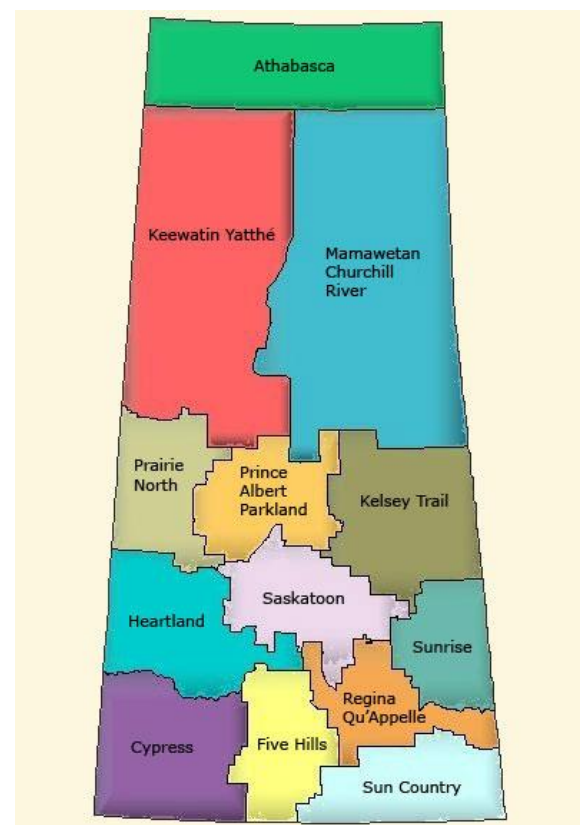 Athabasca
Keewatin Yatthé
Mamawetan
Churchill
River
Prairie
North
Prince
Albert
Parkland
Kelsey Trail
Saskatoon
Heartland
Sunrise
Regina
Qu'Appelle
Cypress
Five Hills
Sun Country